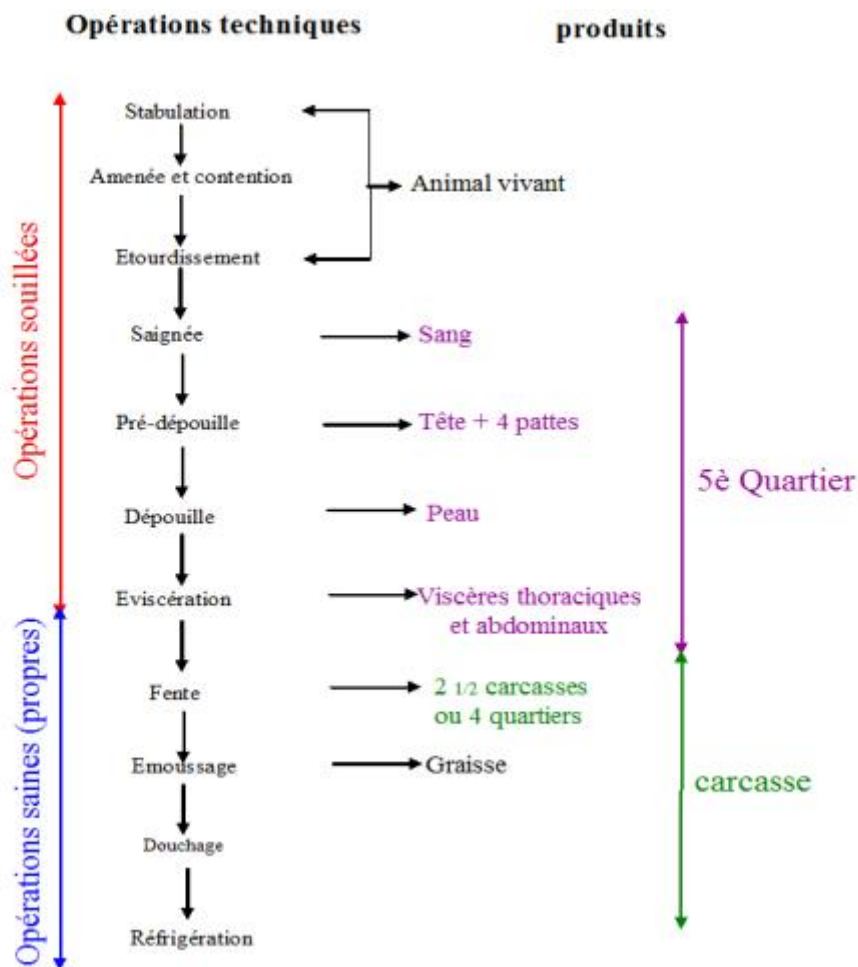 Opérations techniques
produits
Opérations souillées
Stabulation
Amenée et contention
Animal vivant
Etourdissement
Saignée
Sang
Pré-dépouille
Tête + 4 pattes
5è Quartier
Dépouille
Peau
Eviscération
Viscères thoraciques
et abdominaux
Opérations saines (propres)
Fente
2 1/2 carcasses
ou 4 quartiers
Emoussage
Graisse
carcasse
Douchage
Réfrigération